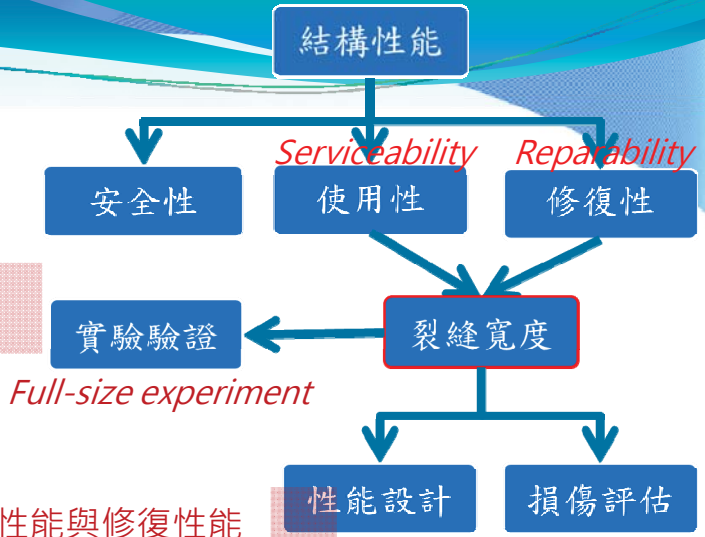 結構性能
Serviceability Reparability
安全性 使用性 修復性
實驗驗證 裂縫寬度
Full-size experiment
性能設計 損傷評估
性能與修復性能